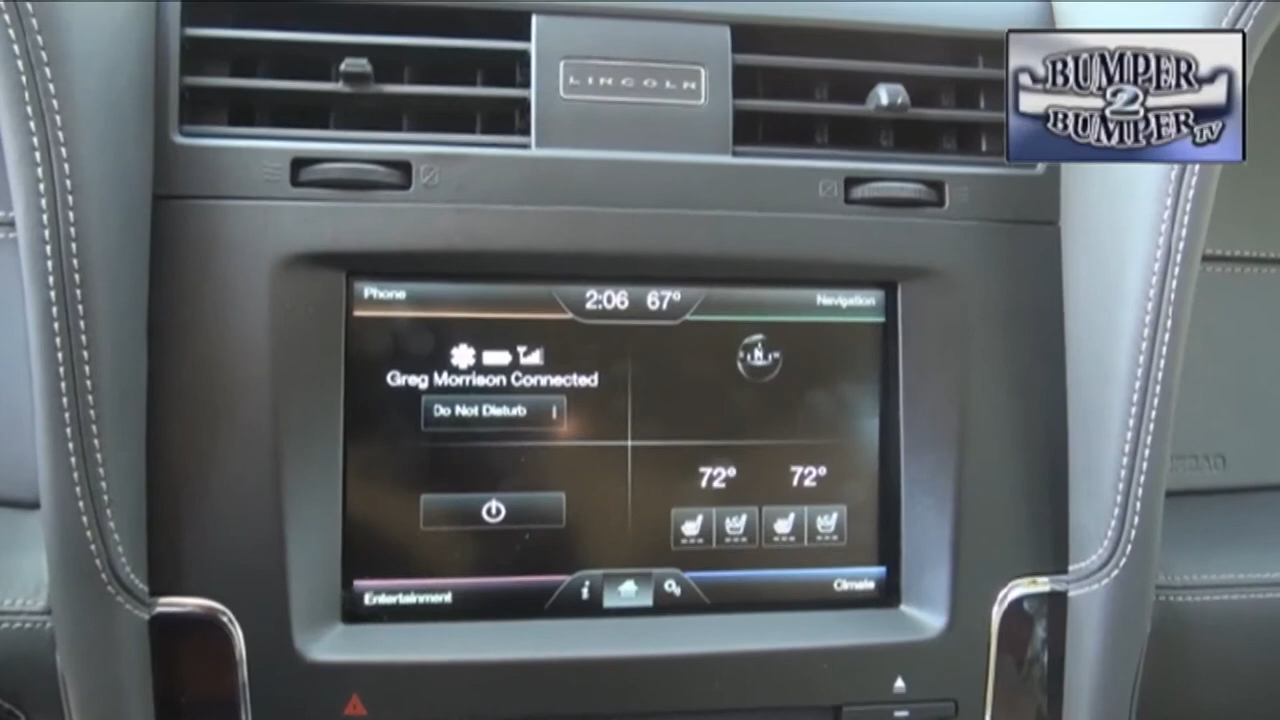 LINCOLN
BUMPER
2
BUMPER TV
Phone
2:06 67°
Navigation
N
Greg Morrison Connected
Do Not Disturb
72° 72°
Entertainment
i
Climate